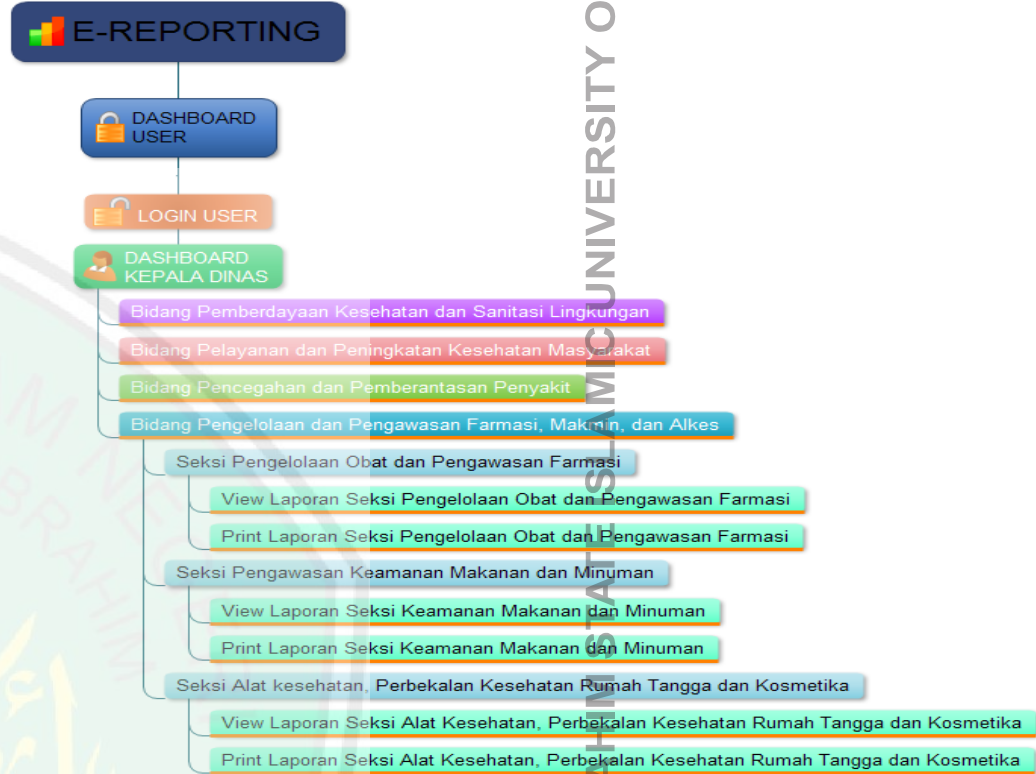 E-REPORTING
DASHBOARD
USER
LOGIN USER
DASHBOARD
KEPALA DINAS
Bidang Pemberdayaan Kesehatan dan Sanitasi Lingkungan
Bidang Pelayanan dan Peningkatan Kesehatan Masyarakat
Bidang Pencegahan dan Pemberantasan Penyakit
Bidang Pengelolaan dan Pengawasan Farmasi, Makmin, dan Alkes
Seksi Pengelolaan Obat dan Pengawasan Farmasi
View Laporan Seksi Pengelolaan Obat dan Pengawasan Farmasi
Print Laporan Seksi Pengelolaan Obat dan Pengawasan Farmasi
Seksi Pengawasan Keamanan Makanan dan Minuman
View Laporan Seksi Keamanan Makanan dan Minuman
Print Laporan Seksi Keamanan Makanan dan Minuman
Seksi Alat kesehatan, Perbekalan Kesehatan Rumah Tangga dan Kosmetika
View Laporan Seksi Alat Kesehatan, Perbekalan Kesehatan Rumah Tangga dan Kosmetika
Print Laporan Seksi Alat Kesehatan, Perbekalan Kesehatan Rumah Tangga dan Kosmetika
AHIM STATE ISLAMIC UNIVERSITY O